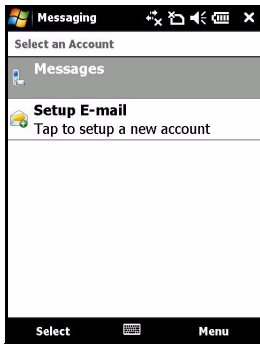 Messaging
Select an Account
Messages
Setup E-mail
Tap to setup a new account
Select Menu